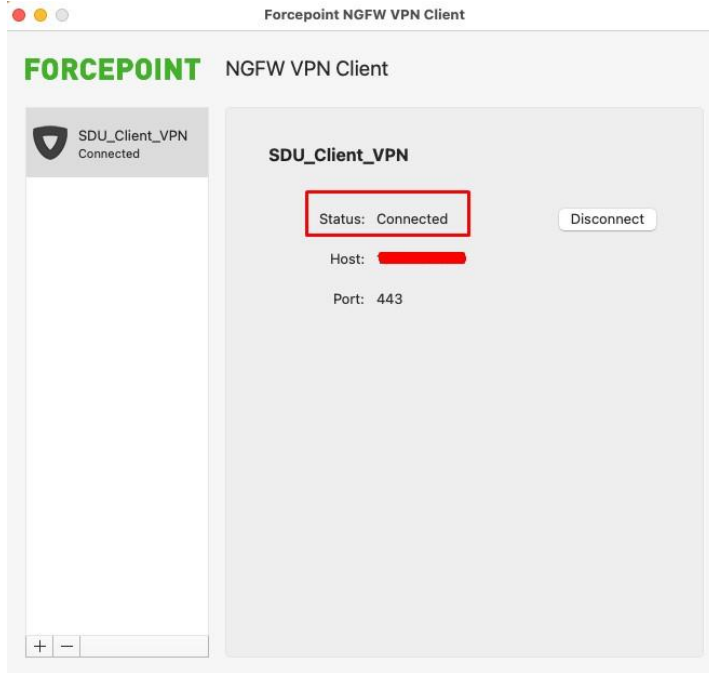 Forcepoint NGFW VPN Client
FORCEPOINT NGFW VPN Client
SDU_Client_VPN
Connected
SDU_Client_VPN
Status: Connected
Disconnect
Host:
Port: 443